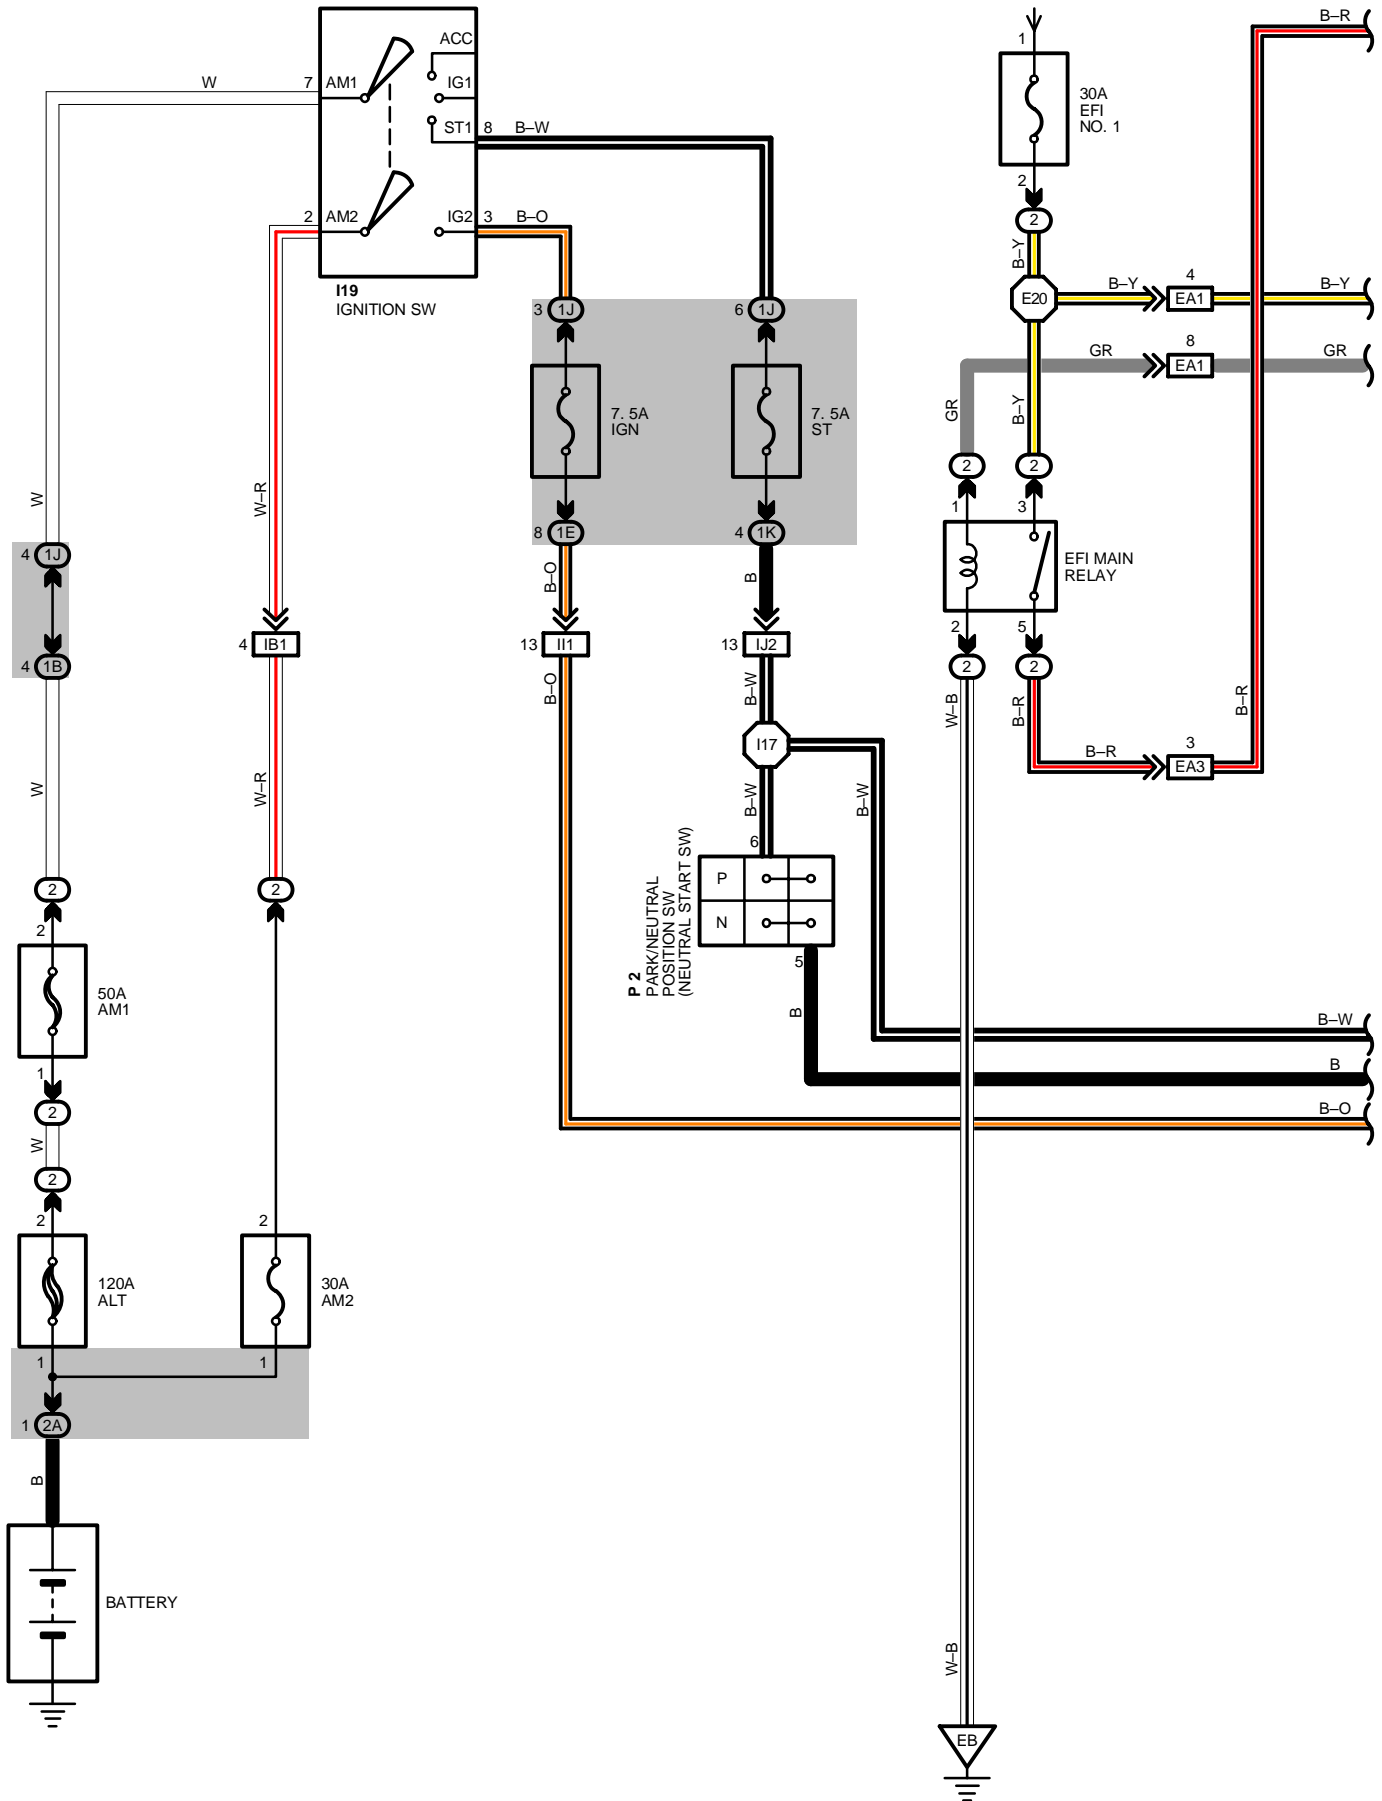 B–R
ACC
1
W
7
AM1
IG1
30A
EFI
NO. 1
ST1
8
B–W
2
2
2
AM2
IG2
3
B–O
B–Y
4
B–Y
B–Y
E20
EA1
I19
IGNITION SW
3
1J
6
1J
8
GR
GR
EA1
7. 5A
IGN
7. 5A
ST
GR
B–Y
2
2
W
W–R
1
3
8
1E
4
1K
4
1J
EFI MAIN
RELAY
B–O
B
2
5
4
IB1
13
II1
13
IJ2
4
1B
2
2
B–O
B–W
W–B
B–R
B–R
I17
3
B–R
EA3
W
W–R
B–W
B–W
6
P
N
P 2
PARK/NEUTRAL
POSITION SW
(NEUTRAL START SW)
2
2
2
5
50A
AM1
B
B–W
1
B
2
B–O
W
2
2
2
120A
ALT
30A
AM2
1
1
1
2A
B
BATTERY
W–B
EB